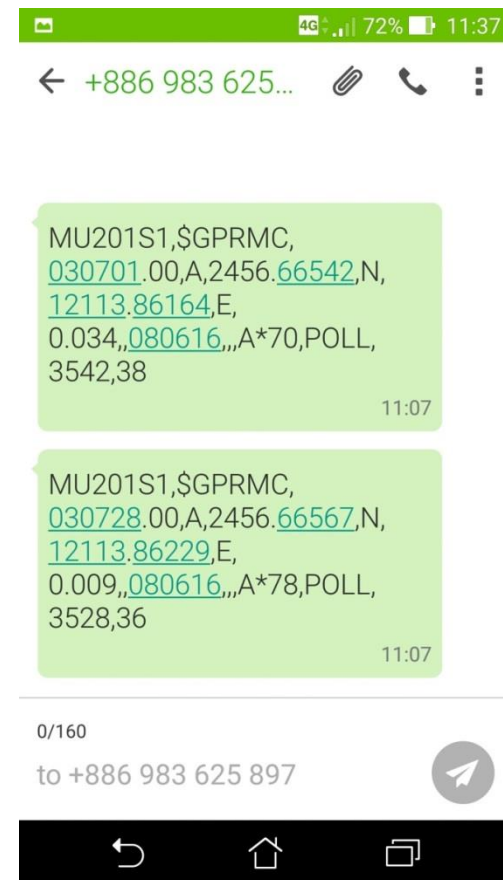 4G 72% 11:37
+886 983 625...
MU201S1,$GPRMC,
030701.00,A,2456.66542,N,
12113.86164,E,
0.034,,080616,,,A*70,POLL,
3542,38
11:07
MU201S1,$GPRMC,
030728.00,A,2456.66567,N,
12113.86229,E,
0.009,,080616,,,A*78,POLL,
3528,36
11:07
0/160
to +886 983 625 897